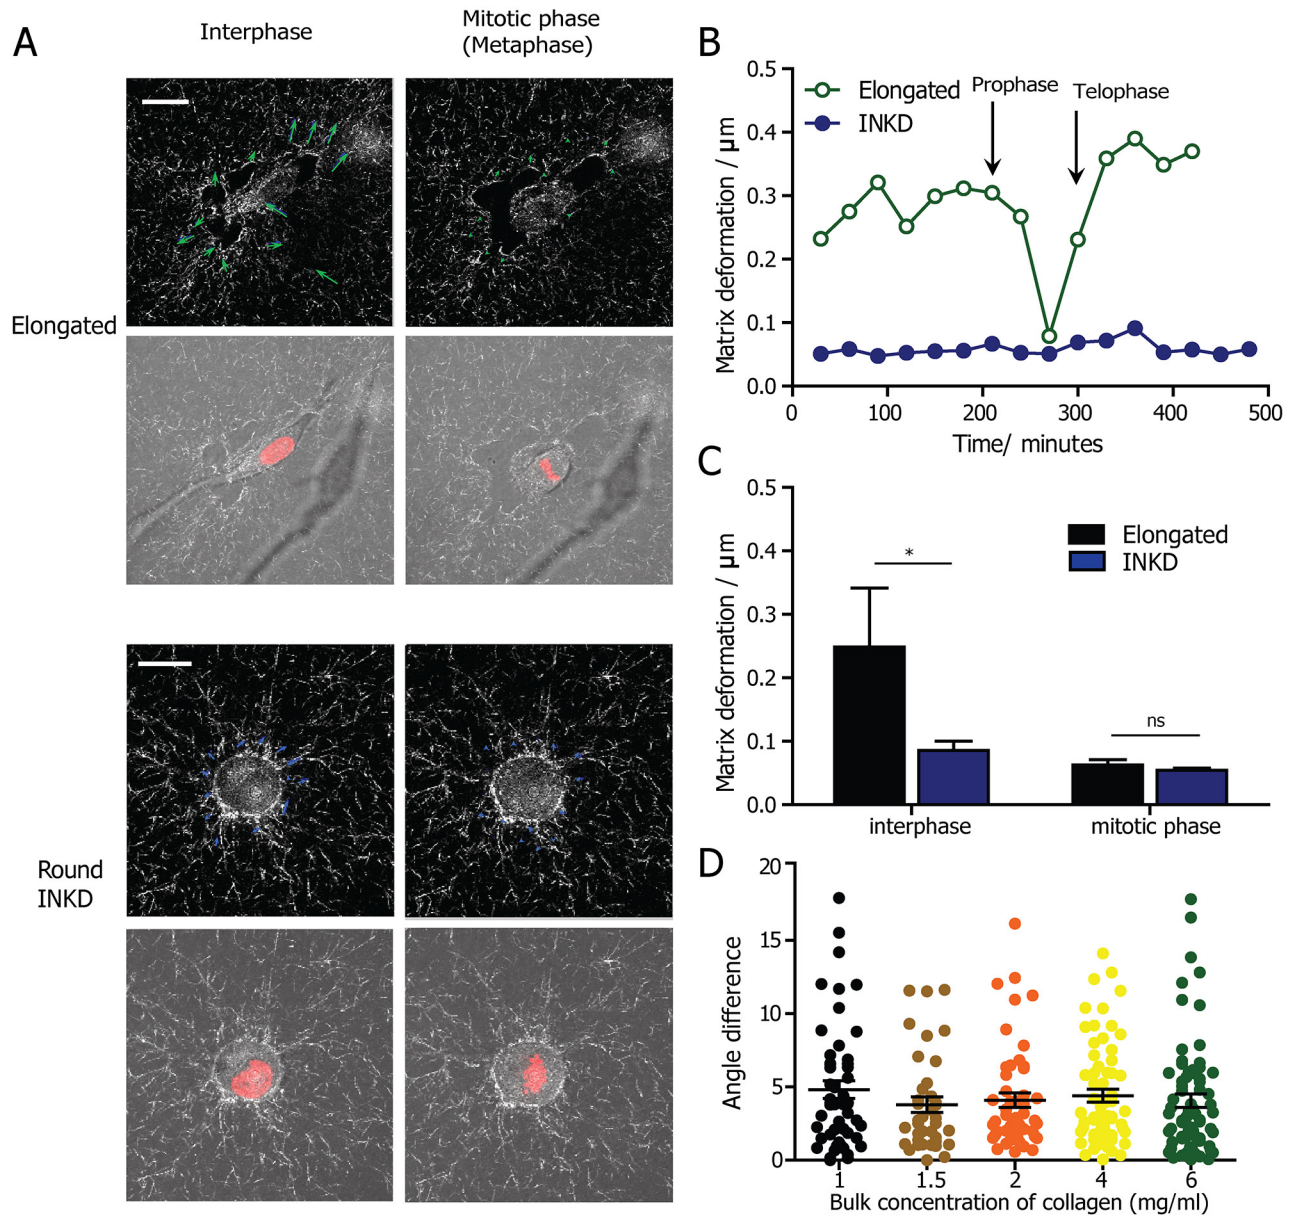 A
Interphase
Mitotic phase
(Metaphase)
Elongated
Round
INKD
B
0.5
0.4
0.3
0.2
0.1
0.0
Matrix deformation / μm
Elongated
INKD
Prophase
Telophase
0
100
200
300
400
500
Time/ minutes
C
0.5
0.4
0.3
0.2
0.1
0.0
Matrix deformation / μm
Elongated
INKD
*
ns
interphase
mitotic phase
D
20
15
10
5
0
Angle difference
1
1.5
2
4
6
Bulk concentration of collagen (mg/ml)